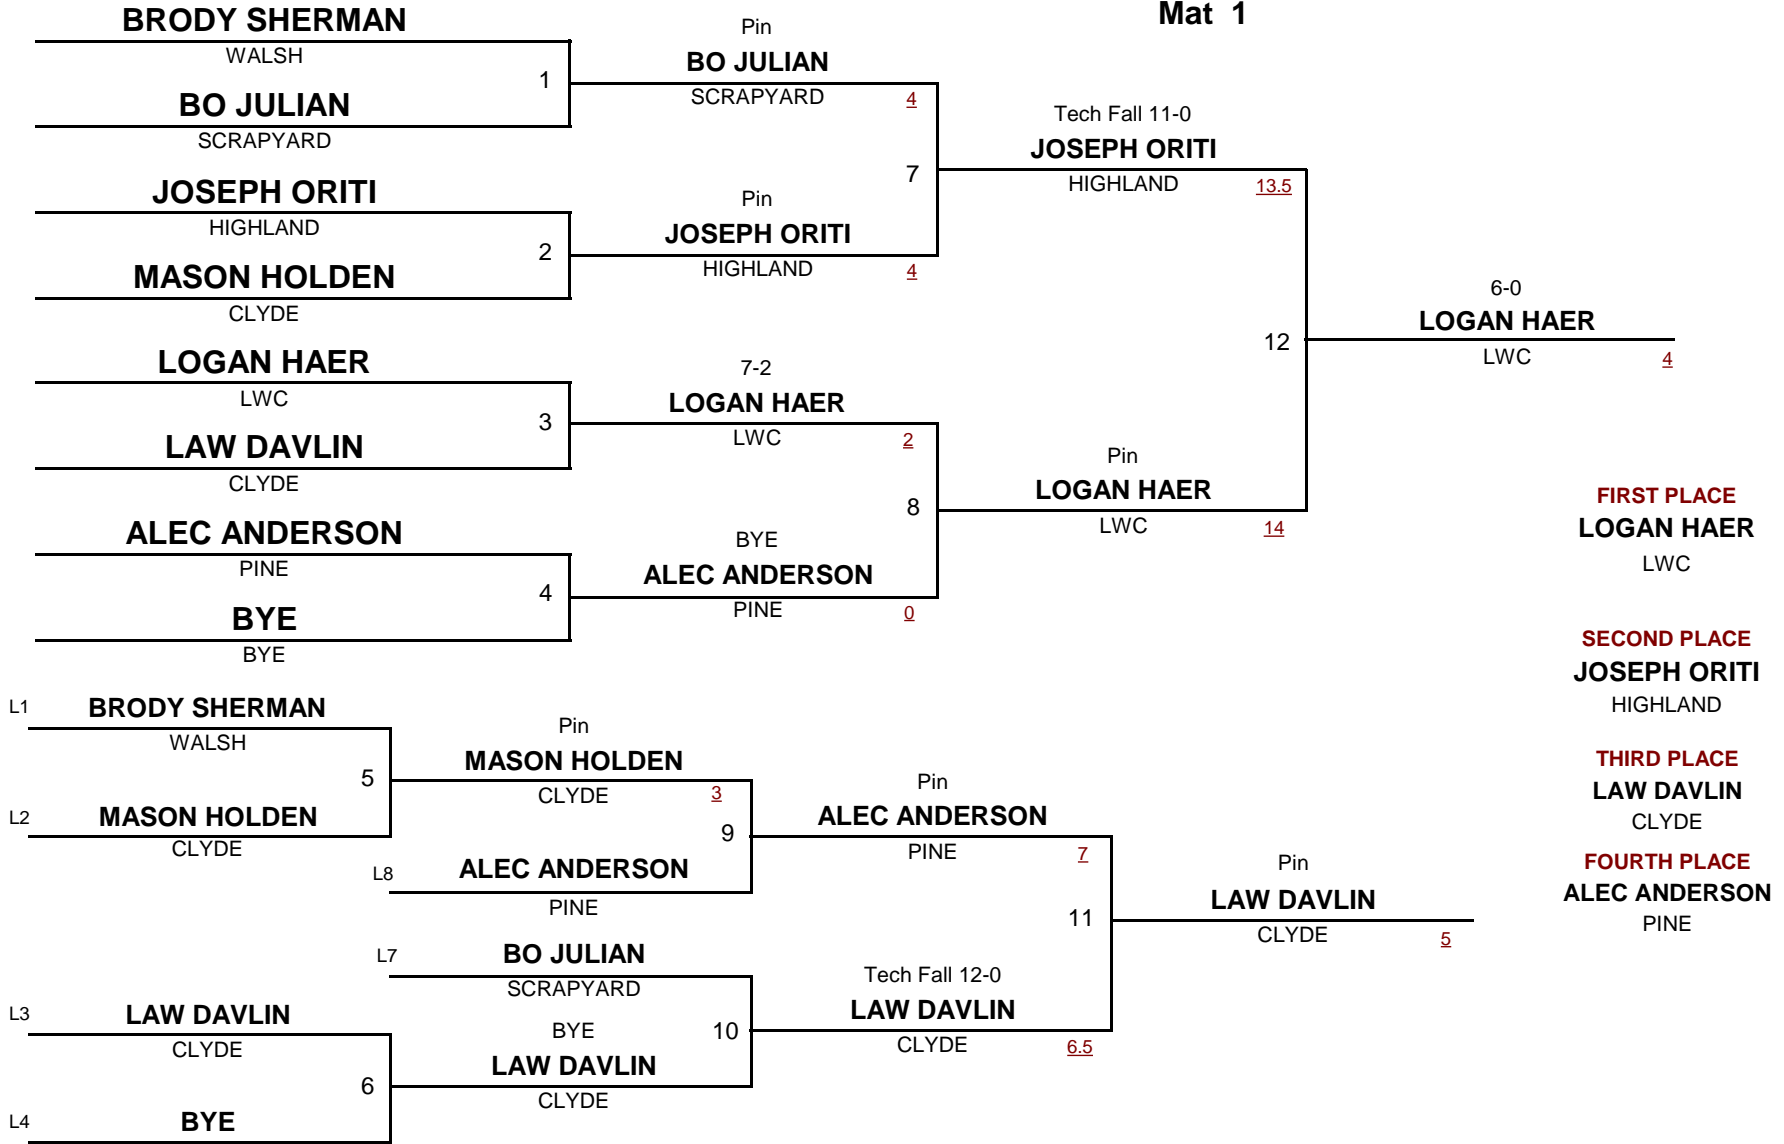 Mat 1
BRODY SHERMAN
WALSH
1
BO JULIAN
SCRAPYARD
Pin
BO JULIAN
SCRAPYARD
4
JOSEPH ORITI
HIGHLAND
2
MASON HOLDEN
CLYDE
Pin
JOSEPH ORITI
HIGHLAND
4
7
Tech Fall 11-0
JOSEPH ORITI
HIGHLAND
13.5
LOGAN HAER
LWC
3
LAW DAVLIN
CLYDE
7-2
LOGAN HAER
LWC
2
ALEC ANDERSON
PINE
4
BYE
BYE
BYE
ALEC ANDERSON
PINE
0
8
Pin
LOGAN HAER
LWC
14
12
6-0
LOGAN HAER
LWC
4
L1
BRODY SHERMAN
WALSH
5
L2
MASON HOLDEN
CLYDE
Pin
MASON HOLDEN
CLYDE
3
9
L8
ALEC ANDERSON
PINE
Pin
ALEC ANDERSON
PINE
7
L7
BO JULIAN
SCRAPYARD
L3
LAW DAVLIN
CLYDE
6
L4
BYE
BYE
LAW DAVLIN
CLYDE
10
Tech Fall 12-0
LAW DAVLIN
CLYDE
6.5
11
Pin
LAW DAVLIN
CLYDE
5
FIRST PLACE
LOGAN HAER
LWC
SECOND PLACE
JOSEPH ORITI
HIGHLAND
THIRD PLACE
LAW DAVLIN
CLYDE
FOURTH PLACE
ALEC ANDERSON
PINE